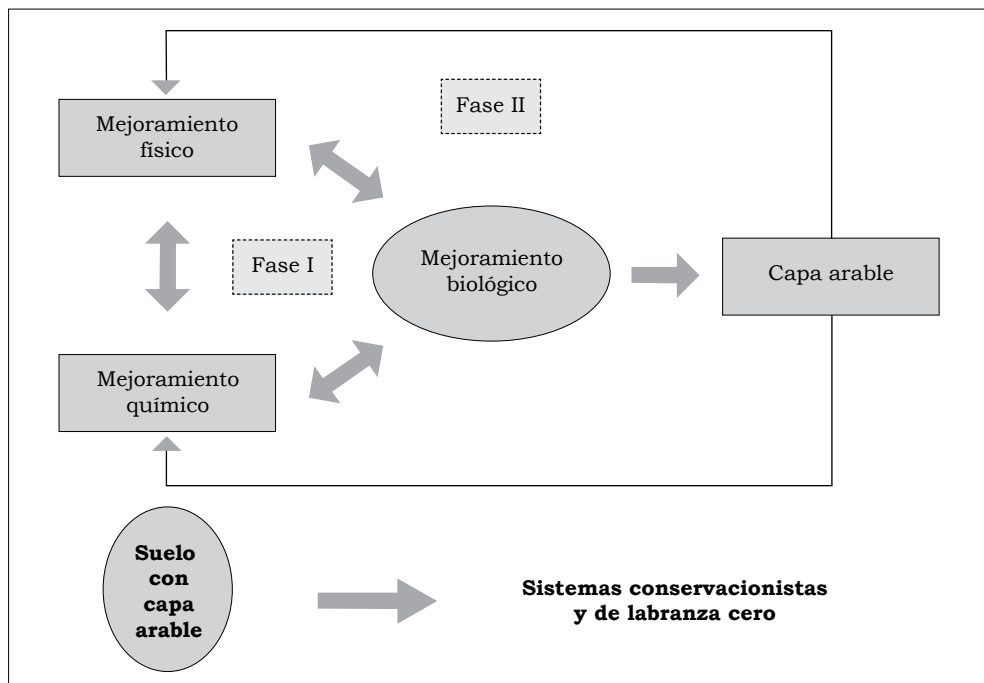 Fase II
Mejoramiento
físico
Fase I
Mejoramiento
biológico
Capa arable
Mejoramiento
químico
Suelo
con
capa
arable
Sistemas conservacionistas
y de labranza cero